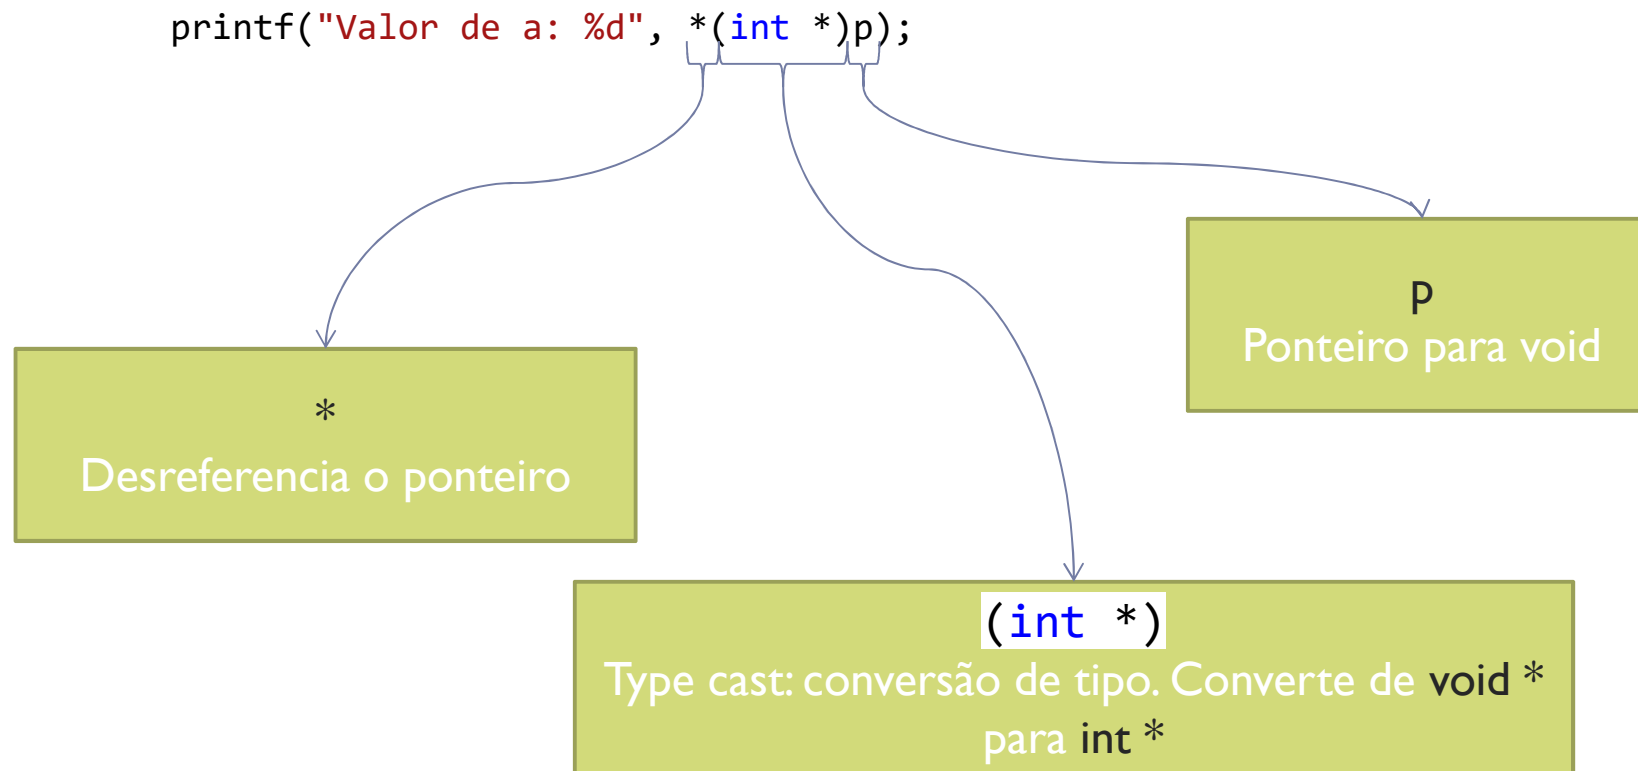 printf("Valor de a: %d", *(int *)p);
p
Ponteiro para void
*
Desreferencia o ponteiro
(int *)
Type cast: conversão de tipo. Converte de void *
para int *